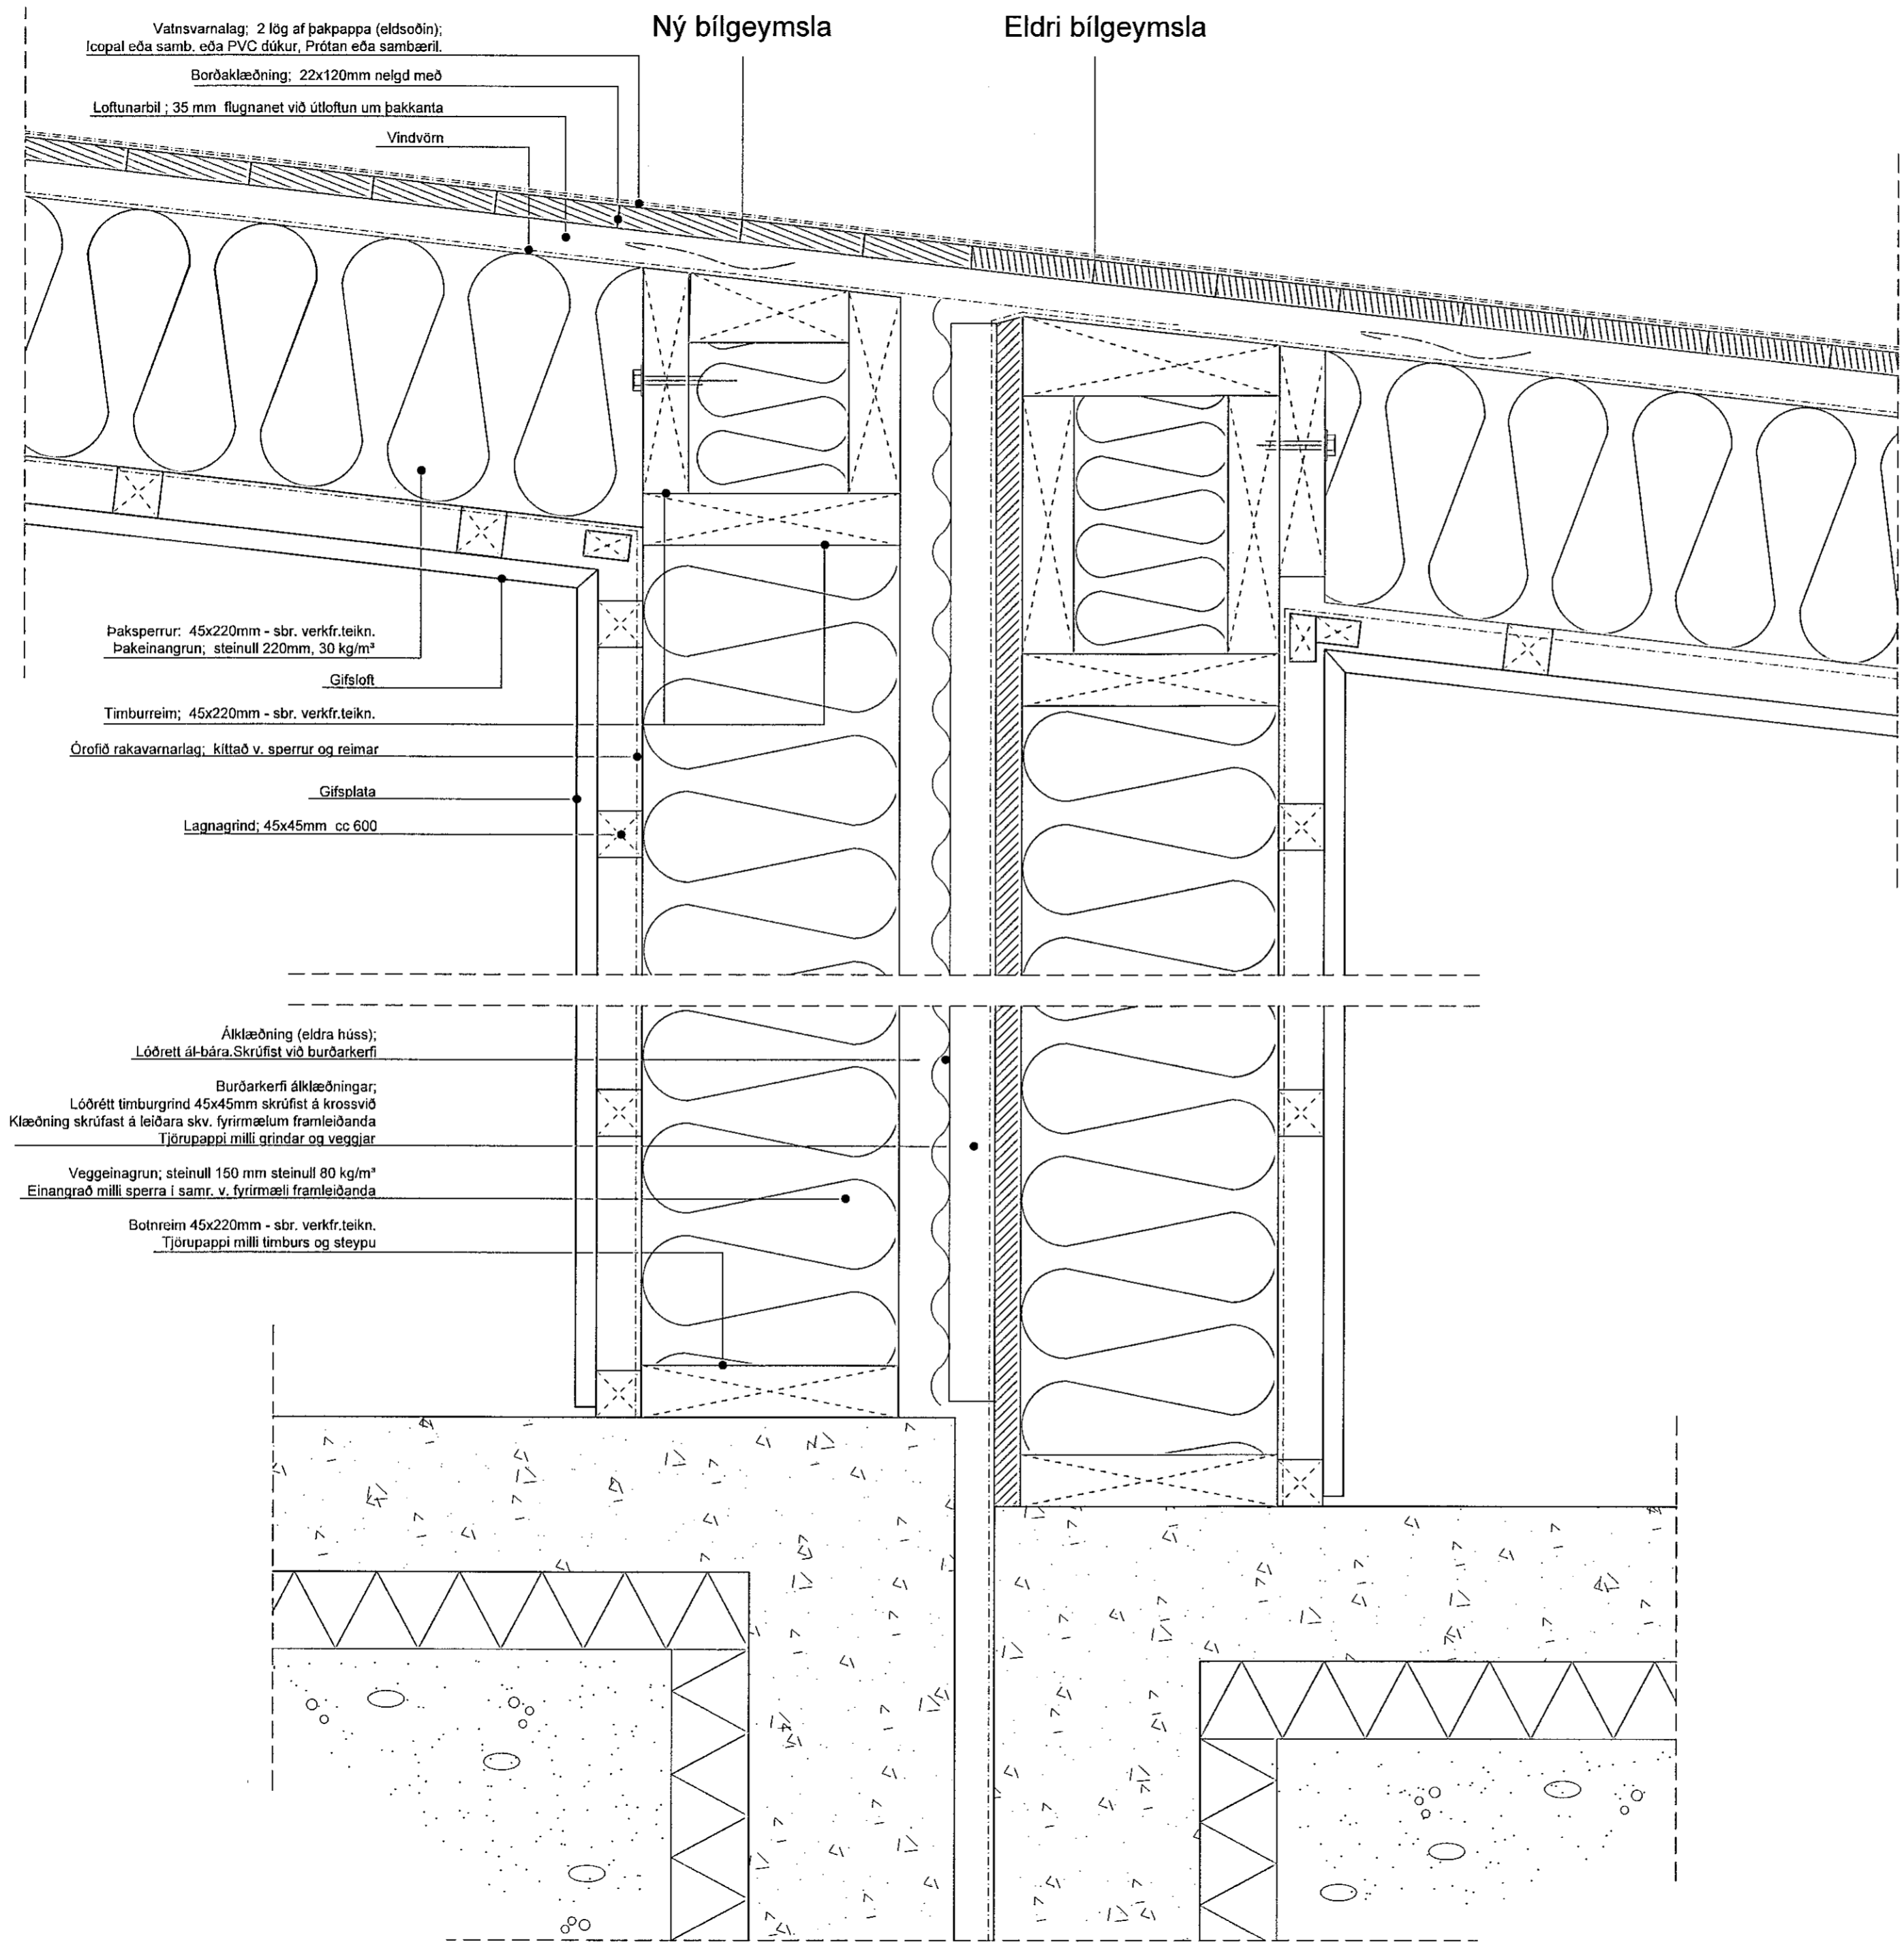 Ný bílgeymsla
Eldri bílgeymsla
Vatnsvarnalag; 2 lög af þakpappa (eldsoðin);
Icopal eða samb. eða PVC dúkur, Prótan eða sambæril.
Borðaklæðning; 22x120mm nelgd með
Loftunarbil ; 35 mm flugnanet við útloftun um þakkanta
Vindvörn
Þaksperrur: 45x220mm - sbr. verkfr.teikn.
Þakeinangrun; steinull 220mm, 30 kg/m³
Gifsloft
Timburreim; 45x220mm - sbr. verkfr.teikn.
Órofið rakavarnarlag; kíttað v. sperrur og reimar
Gifsplata
Lagnagrind; 45x45mm cc 600
Álklæðning (eldra húss);
Lóðrett ál-bára.Skrúfist við burðarkerfi
Burðarkerfi álklæðningar;
Lóðrétt timburgrind 45x45mm skrúfist á krossvið
Klæðning skrúfast á leiðara skv. fyrirmælum framleiðanda
Tjörupappi milli grindar og veggjar
Veggeinagrun; steinull 150 mm steinull 80 kg/m³
Einangrað milli sperra í samr. v. fyrirmæli framleiðanda
Botnreim 45x220mm - sbr. verkfr.teikn.
Tjörupappi milli timburs og steypu